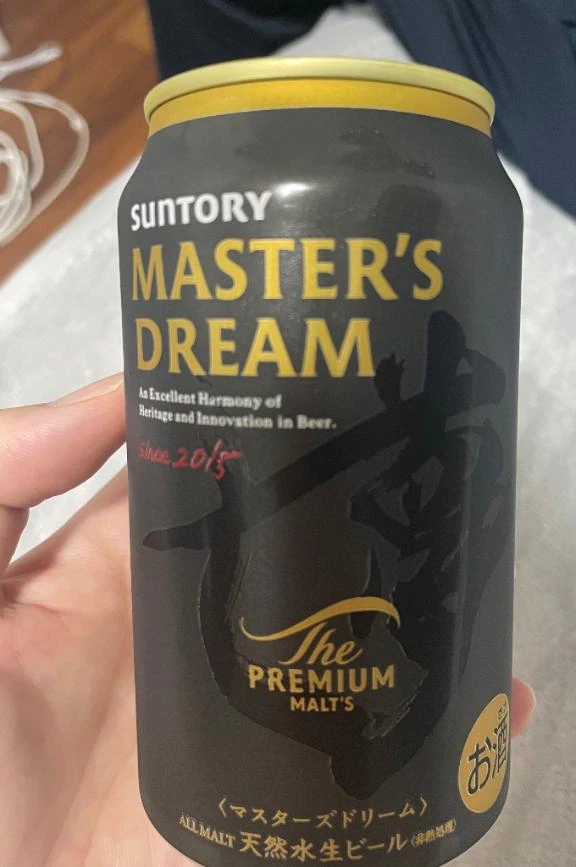 SUNTORY
MASTER'S
DREAM
An Excellent Harmony of
Heritage and Innovation in Beer.
Since 2015
夢
The
PREMIUM
MALT'S
お酒
〈マスターズドリーム〉
ALL MALT 天然水生ビール〈非熱処理〉